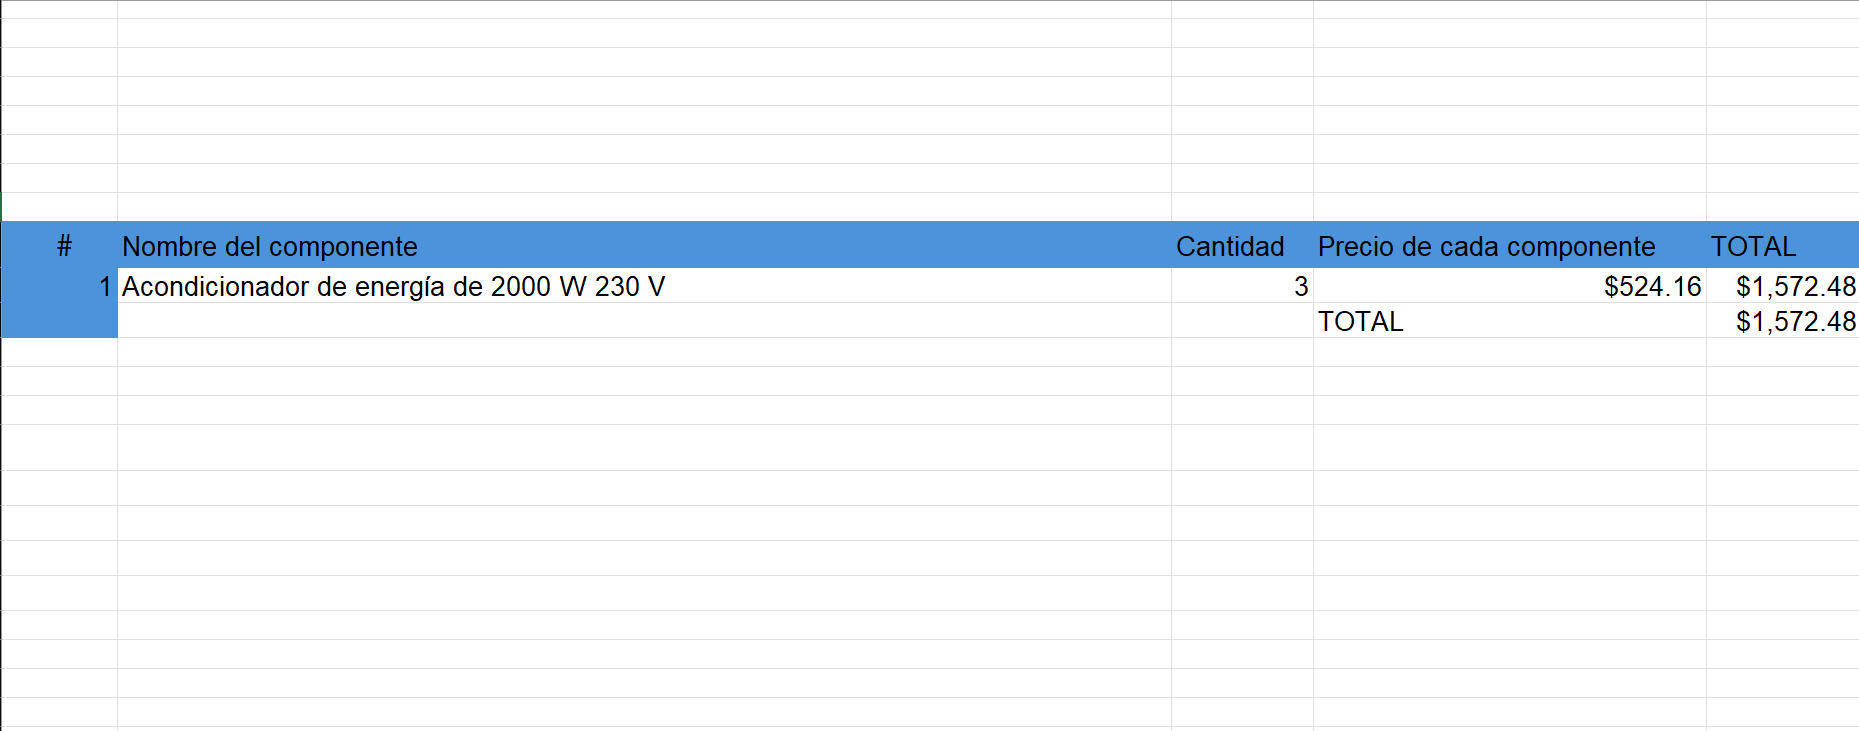 # Nombre del componente Cantidad Precio de cada componente TOTAL
1 Acondicionador de energía de 2000 W 230 V 3 $524.16 $1,572.48
TOTAL $1,572.48